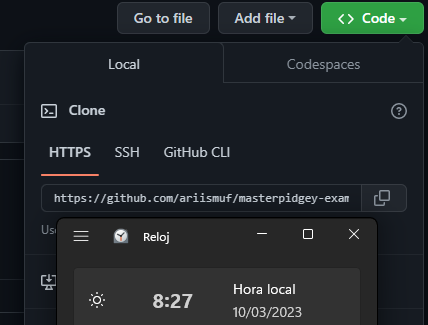 Go to file Add file Code
Local Codespaces
Clone
HTTPS SSH GitHub CLI
https://github.com/ariismuf/masterpidgey-exam
Reloj
8:27 Hora local
10/03/2023